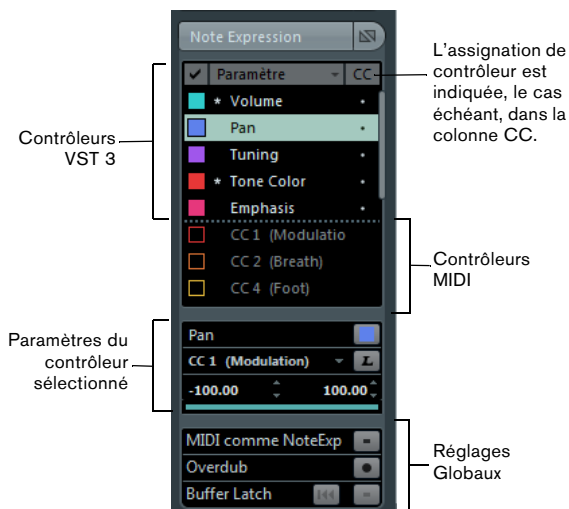 Note Expression
Paramètre CC
* Volume
Pan
Tuning
* Tone Color
Emphasis
CC 1 (Modulatio
CC 2 (Breath)
CC 4 (Foot)
Pan
CC 1 (Modulation) L
-100.00 100.00
MIDI comme NoteExp
Overdub
Buffer Latch
Contrôleurs
VST 3
Paramètres du
contrôleur
sélectionné
L'assignation de
contrôleur est
indiquée, le cas
échéant, dans la
colonne CC.
Contrôleurs
MIDI
Réglages
Globaux